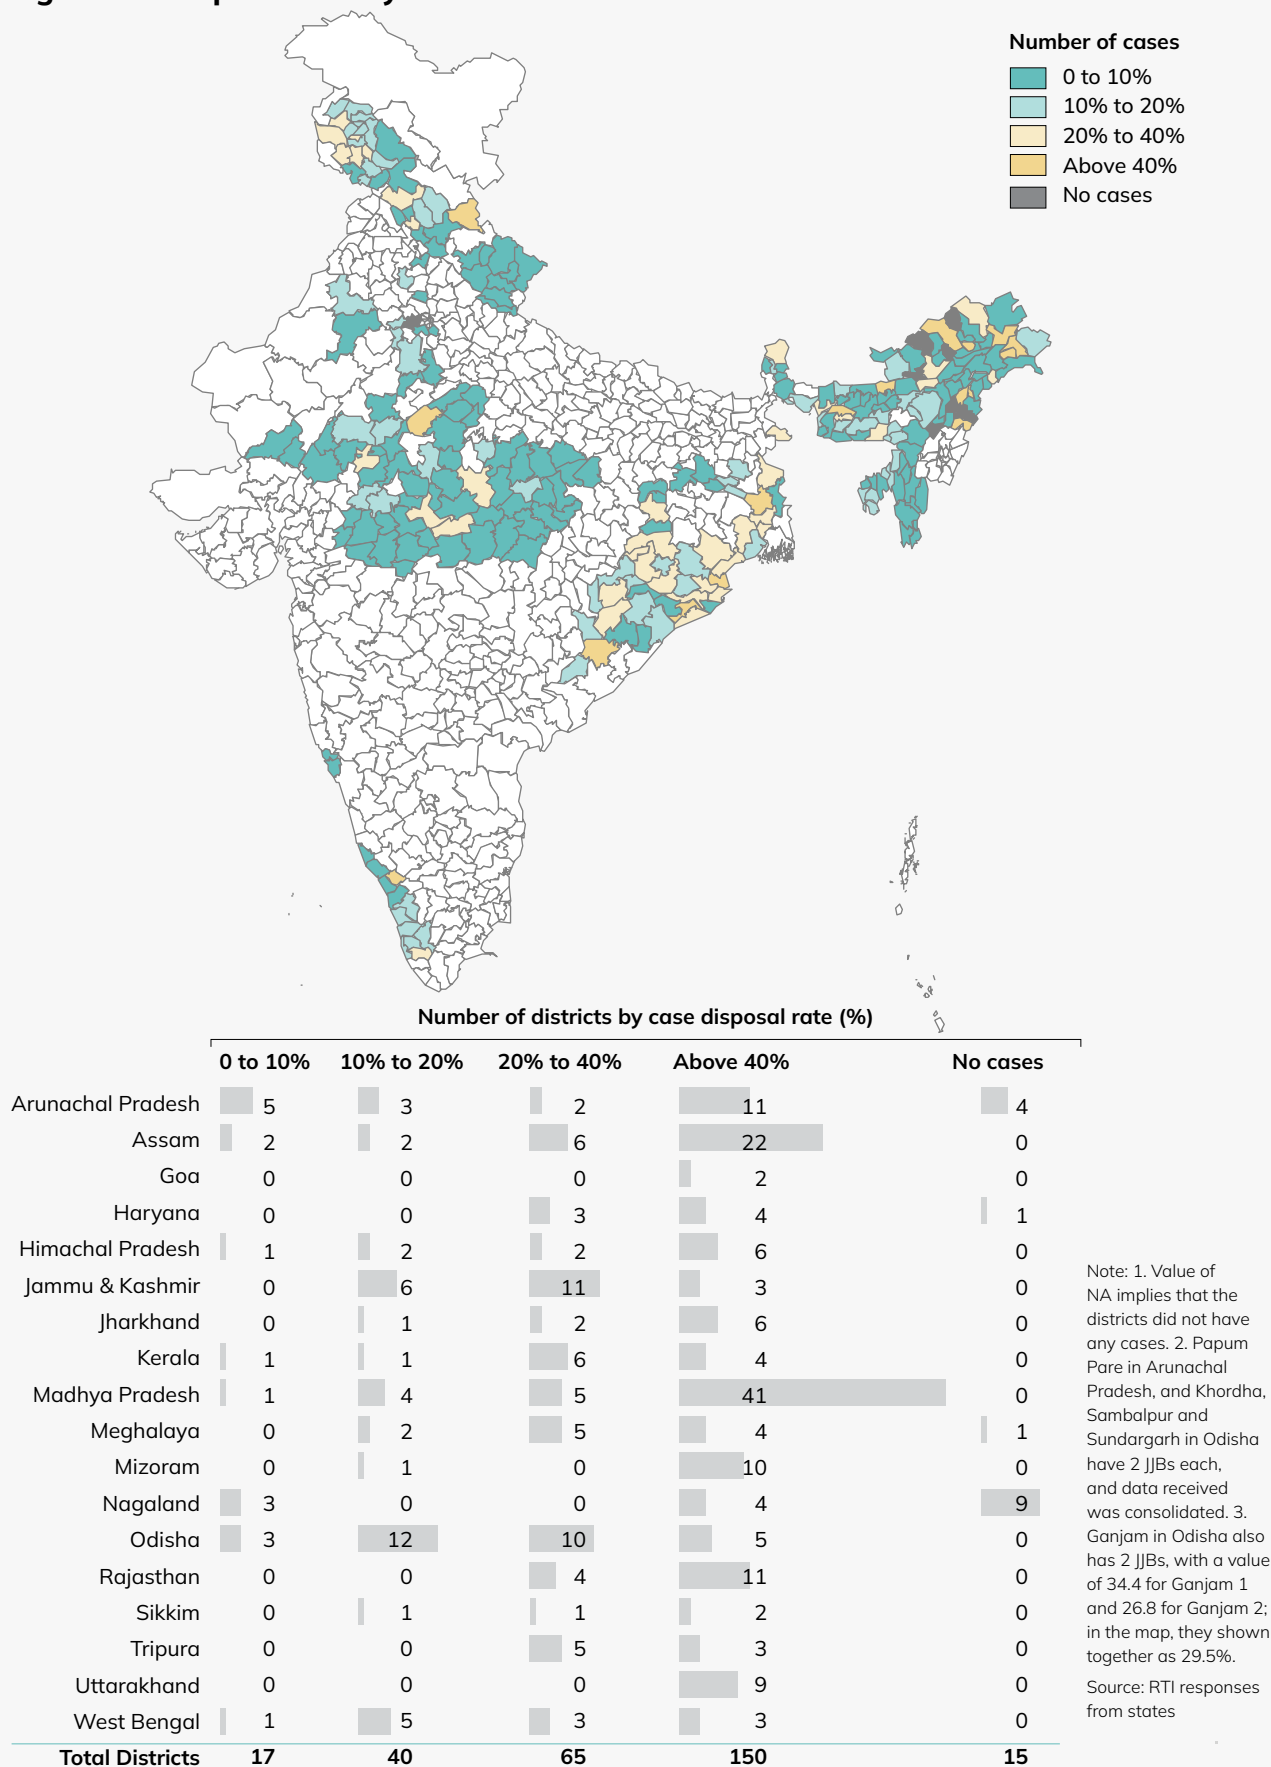 Number of cases
0 to 10%
10% to 20%
20% to 40%
Above 40%
No cases
Number of districts by case disposal rate (%)
0 to 10% 10% to 20% 20% to 40% Above 40% No cases
Arunachal Pradesh 5 3 2 11 4
Assam 2 2 6 22 0
Goa 0 0 0 2 0
Haryana 0 0 3 4 1
Himachal Pradesh 1 2 2 6 0
Jammu & Kashmir 0 6 11 3 0
Jharkhand 0 1 2 6 0
Kerala 1 1 6 4 0
Madhya Pradesh 1 4 5 41 0
Meghalaya 0 2 5 4 1
Mizoram 0 1 0 10 0
Nagaland 3 0 0 4 9
Odisha 3 12 10 5 0
Rajasthan 0 0 4 11 0
Sikkim 0 1 1 2 0
Tripura 0 0 5 3 0
Uttarakhand 0 0 0 9 0
West Bengal 1 5 3 3 0
Total Districts 17 40 65 150 15
Note: 1. Value of
NA implies that the
districts did not have
any cases. 2. Papum
Pare in Arunachal
Pradesh, and Khordha,
Sambalpur and
Sundargarh in Odisha
have 2 JJBs each,
and data received
was consolidated. 3.
Ganjam in Odisha also
has 2 JJBs, with a value
of 34.4 for Ganjam 1
and 26.8 for Ganjam 2;
in the map, they shown
together as 29.5%.
Source: RTI responses
from states